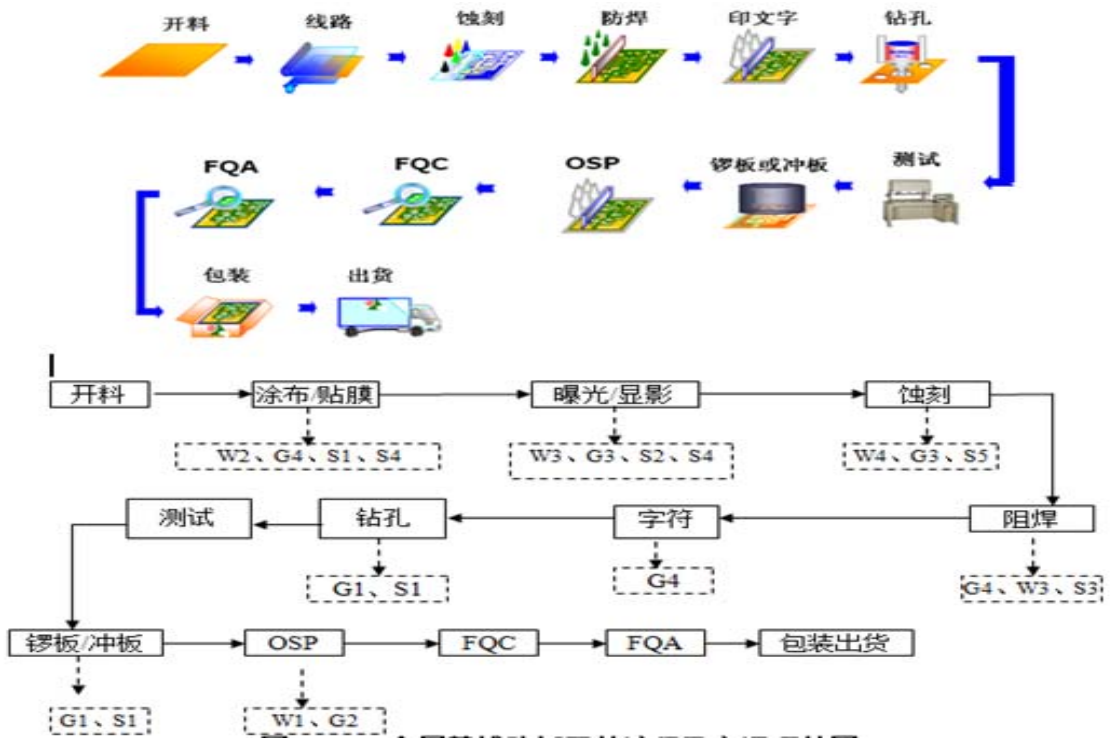 开料 线路 蚀刻 防焊 印文字 钻孔
FQA FQC OSP 锣板或冲板 测试
包装 出货
开料 涂布/贴膜 曝光/显影 蚀刻
W2、G4、S1、S4 W3、G3、S2、S4 W4、G3、S5
测试 钻孔 字符 阻焊
G1、S1 G4 G4、W3、S3
锣板/冲板 OSP FQC FQA 包装出货
G1、S1 W1、G2